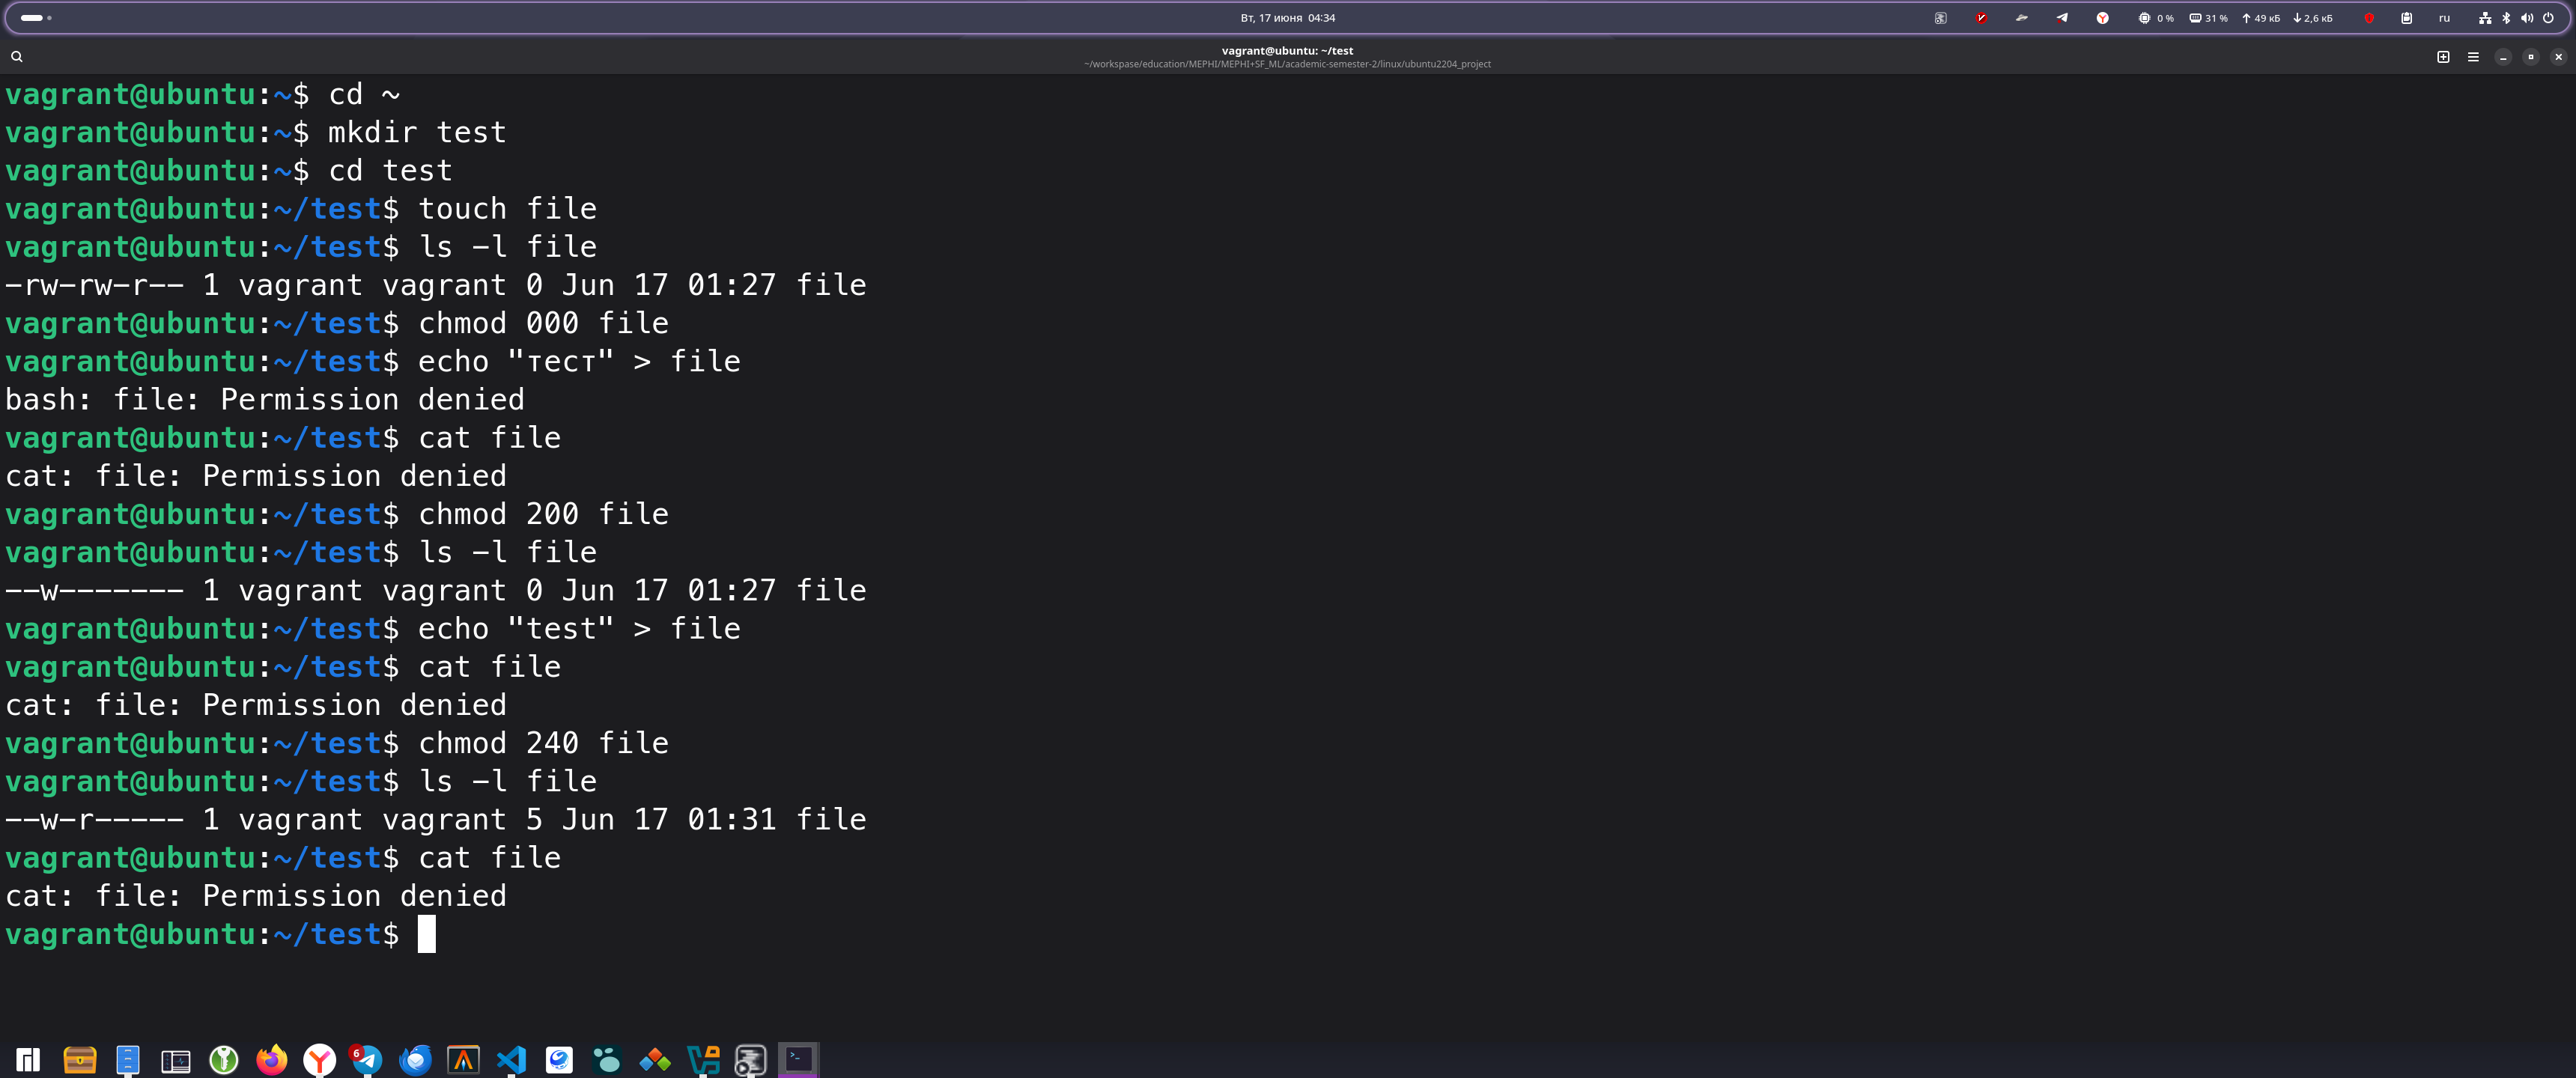 Вт, 17 июня 04:34
0 % 31 % 49 кБ 2,6 кБ ru
vagrant@ubuntu: ~/test
~/workspase/education/MEPHI/MEPHI+SF_ML/academic-semester-2/linux/ubuntu2204_project
vagrant@ubuntu:~$ cd ~
vagrant@ubuntu:~$ mkdir test
vagrant@ubuntu:~$ cd test
vagrant@ubuntu:~/test$ touch file
vagrant@ubuntu:~/test$ ls -l file
-rw-rw-r-- 1 vagrant vagrant 0 Jun 17 01:27 file
vagrant@ubuntu:~/test$ chmod 000 file
vagrant@ubuntu:~/test$ echo "тест" > file
bash: file: Permission denied
vagrant@ubuntu:~/test$ cat file
cat: file: Permission denied
vagrant@ubuntu:~/test$ chmod 200 file
vagrant@ubuntu:~/test$ ls -l file
--w------- 1 vagrant vagrant 0 Jun 17 01:27 file
vagrant@ubuntu:~/test$ echo "test" > file
vagrant@ubuntu:~/test$ cat file
cat: file: Permission denied
vagrant@ubuntu:~/test$ chmod 240 file
vagrant@ubuntu:~/test$ ls -l file
--w-r----- 1 vagrant vagrant 5 Jun 17 01:31 file
vagrant@ubuntu:~/test$ cat file
cat: file: Permission denied
vagrant@ubuntu:~/test$
6